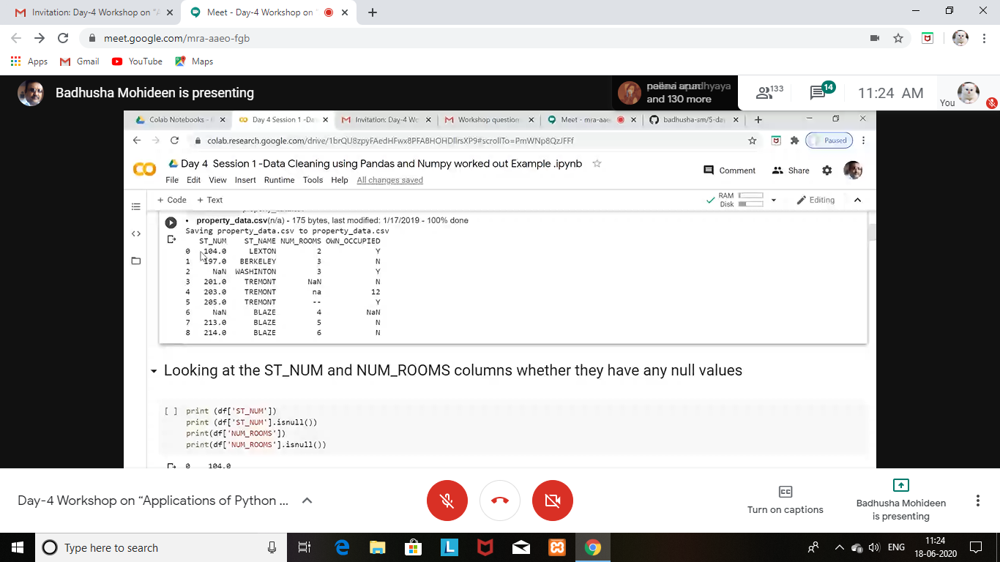 Invitation: Day-4 Workshop on "A
Meet - Day-4 Workshop on "
meet.google.com/mra-aaeo-fgb
Apps
Gmail
YouTube
Maps
Badhusha Mohideen is presenting
and 130 more
133
14
11:24 AM
You
Colab Notebooks -
Day 4 Session 1 -Da
Invitation: Day-4 Wo
Workshop question
Meet - mra-aae
badhusha-sm/5-da
colab.research.google.com/drive/1brQU8zpyFAedHFwx8PFA8HOHDllrsXP9#scrollTo=PmWNp8QzJFFf
Paused
Day 4 Session 1 -Data Cleaning using Pandas and Numpy worked out Example .ipynb
File Edit View Insert Runtime Tools Help All changes saved
Comment
Share
+ Code + Text
RAM
Disk
Editing
• property_data.csv(n/a) - 175 bytes, last modified: 1/17/2019 - 100% done
Saving property_data.csv to property_data.csv
ST_NUM ST_NAME NUM_ROOMS OWN_OCCUPIED
0 104.0 LEXTON 2 Y
1 197.0 BERKELEY 3 N
2 NaN WASHINTON 3 Y
3 201.0 TREMONT NaN N
4 203.0 TREMONT na 12
5 205.0 TREMONT -- Y
6 NaN BLAZE 4 NaN
7 213.0 BLAZE 5 N
8 214.0 BLAZE 6 N
Looking at the ST_NUM and NUM_ROOMS columns whether they have any null values
[ ] print (df['ST_NUM'])
print (df['ST_NUM'].isnull())
print(df['NUM_ROOMS'])
print(df['NUM_ROOMS'].isnull())
0 104.0
Day-4 Workshop on “Applications of Python ...
CC
Turn on captions
Badhusha Mohideen
is presenting
Type here to search
ENG
11:24
18-06-2020